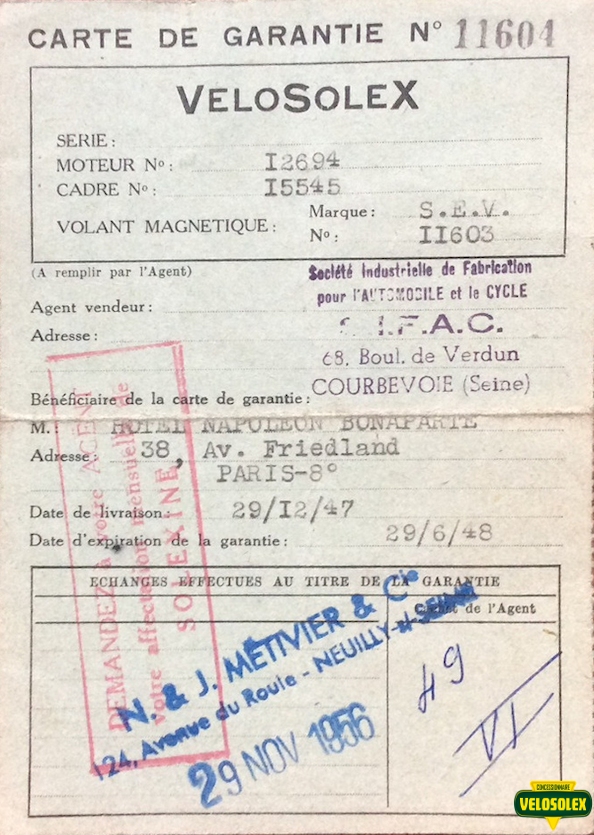 CARTE DE GARANTIE N° 11604
VELOSOLEX
SERIE :
MOTEUR No : I2694
CADRE No : I5545
VOLANT MAGNETIQUE : Marque : S.E.V.
No : II603
(A remplir par l'Agent)
Société Industrielle de Fabrication
pour l'AUTOMOBILE et le CYCLE
Agent vendeur :
S.I.F.A.C.
Adresse :
68, Boul. de Verdun
COURBEVOIE (Seine)
Bénéficiaire de la carte de garantie :
M. : HOTEL NAPOLEON BONAPARTE
Adresse : 38, Av. Friedland
PARIS-8°
Date de livraison : 29/I2/47
Date d'expiration de la garantie : 29/6/48
DEMANDEZ à votre AGENT
votre affectation mensuelle de
SOLEXINE
ECHANGES EFFECTUES AU TITRE DE LA GARANTIE
Cachet de l'Agent
N. & J. MÉTIVIER & Cie
124, Avenue du Roule - NEUILLY-s/-SEINE
29 NOV 1956
49
VI
CONCESSIONNAIRE
VELOSOLEX